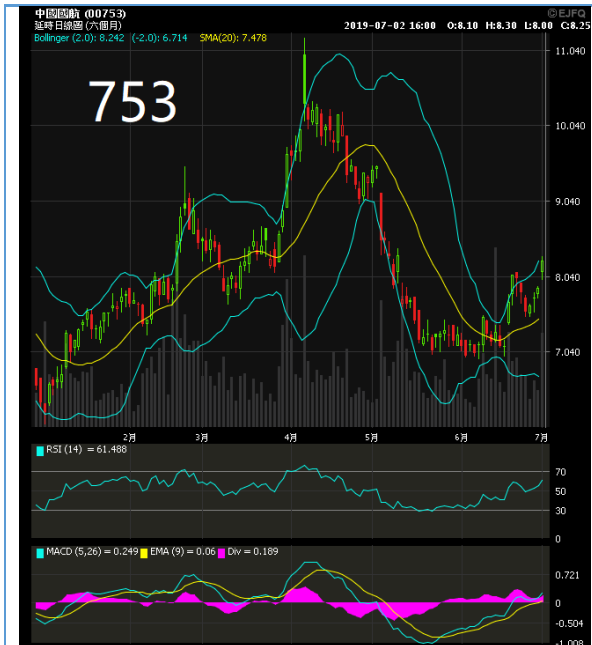 中國國航 (00753)
©EJFQ
延時日線圖 (六個月)
2019-07-02 16:00 O:8.10 H:8.30 L:8.00 C:8.25
Bollinger (2.0): 8.242 (-2.0): 6.714 SMA(20): 7.478
753
11.040
10.040
9.040
8.040
7.040
2月 3月 4月 5月 6月 7月
RSI (14) = 61.488
70
50
30
0
MACD (5,26) = 0.249 EMA (9) = 0.06 Div = 0.189
0.721
0
-0.504
-1.008